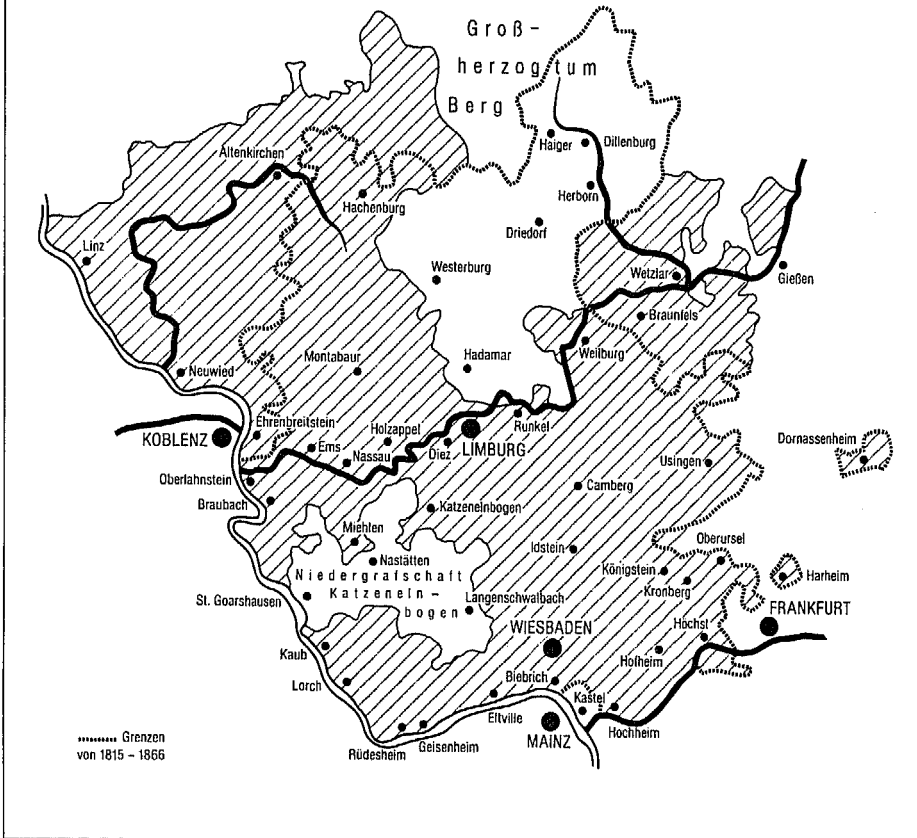 Groß-
herzogtum
Berg
Haiger
Dillenburg
Altenkirchen
Hachenburg
Herborn
Driedorf
Linz
Westerburg
Wetzlar
Gießen
Braunfels
Weilburg
Montabaur
Hadamar
Neuwied
Runkel
Ehrenbreitstein
KOBLENZ
Holzappel
LIMBURG
Ems
Nassau
Diez
Dornassenheim
Usingen
Oberlahnstein
Camberg
Braubach
Katzenelnbogen
Miehlen
Idstein
Oberursel
Nastätten
Königstein
Harheim
Niedergrafschaft
Kronberg
Katzeneln-
St. Goarshausen
bogen
Langenschwalbach
FRANKFURT
WIESBADEN
Höchst
Kaub
Hofheim
Biebrich
Lorch
Kastel
Eltville
Hochheim
MAINZ
Geisenheim
Rüdesheim
Grenzen
von 1815 – 1866